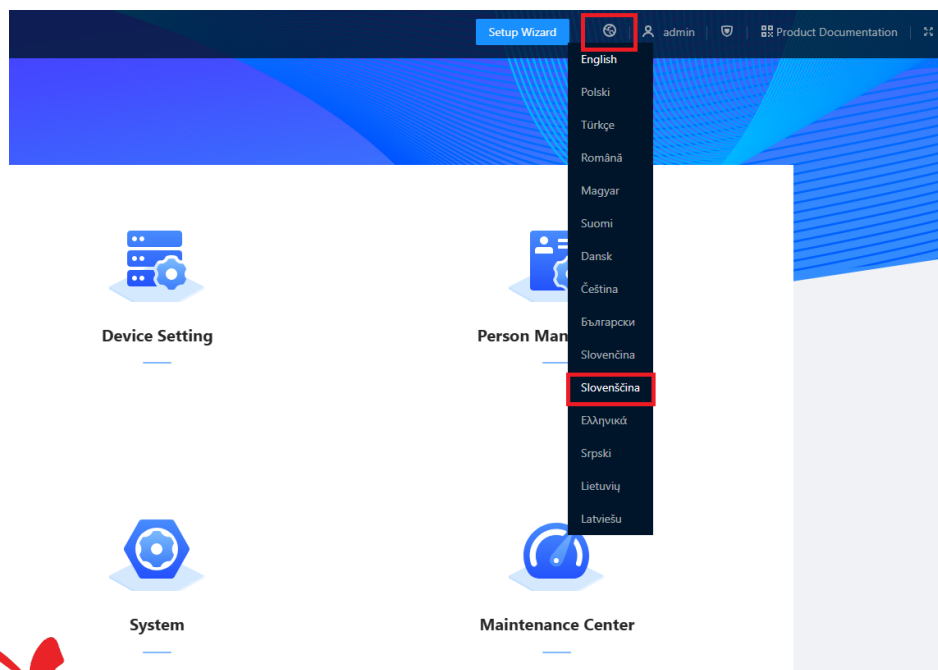 Setup Wizard
admin
Product Documentation
English
Polski
Türkçe
Română
Magyar
Suomi
Dansk
Čeština
Български
Slovenčina
Slovenščina
Ελληνικά
Srpski
Lietuvių
Latviešu
Device Setting
Person Man
System
Maintenance Center